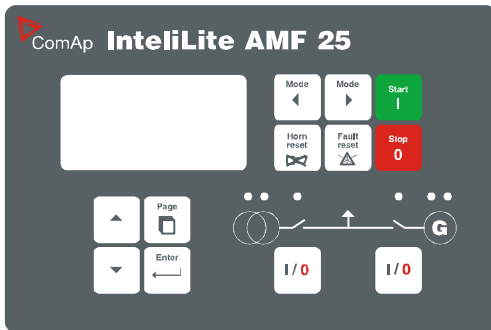 ComAp InteliLite AMF 25
Mode Mode Start
I
Horn reset Fault reset Stop
0
Page
Enter
G
I/0 I/0